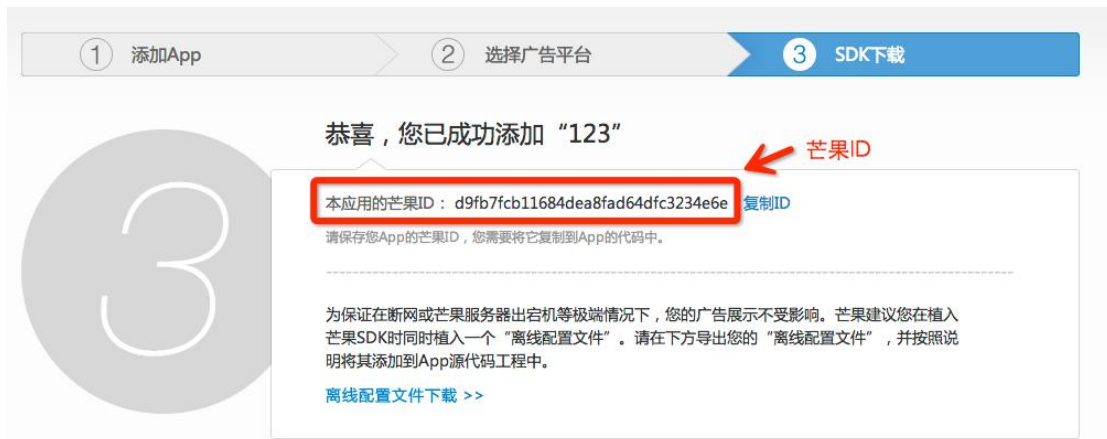 1 添加App
2 选择广告平台
3 SDK下载
3
恭喜，您已成功添加“123”
芒果ID
本应用的芒果ID： d9fb7fcb11684dea8fad64dfc3234e6e 复制ID
请保存您App的芒果ID，您需要将它复制到App的代码中。
为保证在断网或芒果服务器出宕机等极端情况下，您的广告展示不受影响。芒果建议您在植入
芒果SDK时同时植入一个“离线配置文件”。请在下方导出您的“离线配置文件”，并按照说
明将其添加到App源代码工程中。
离线配置文件下载 >>